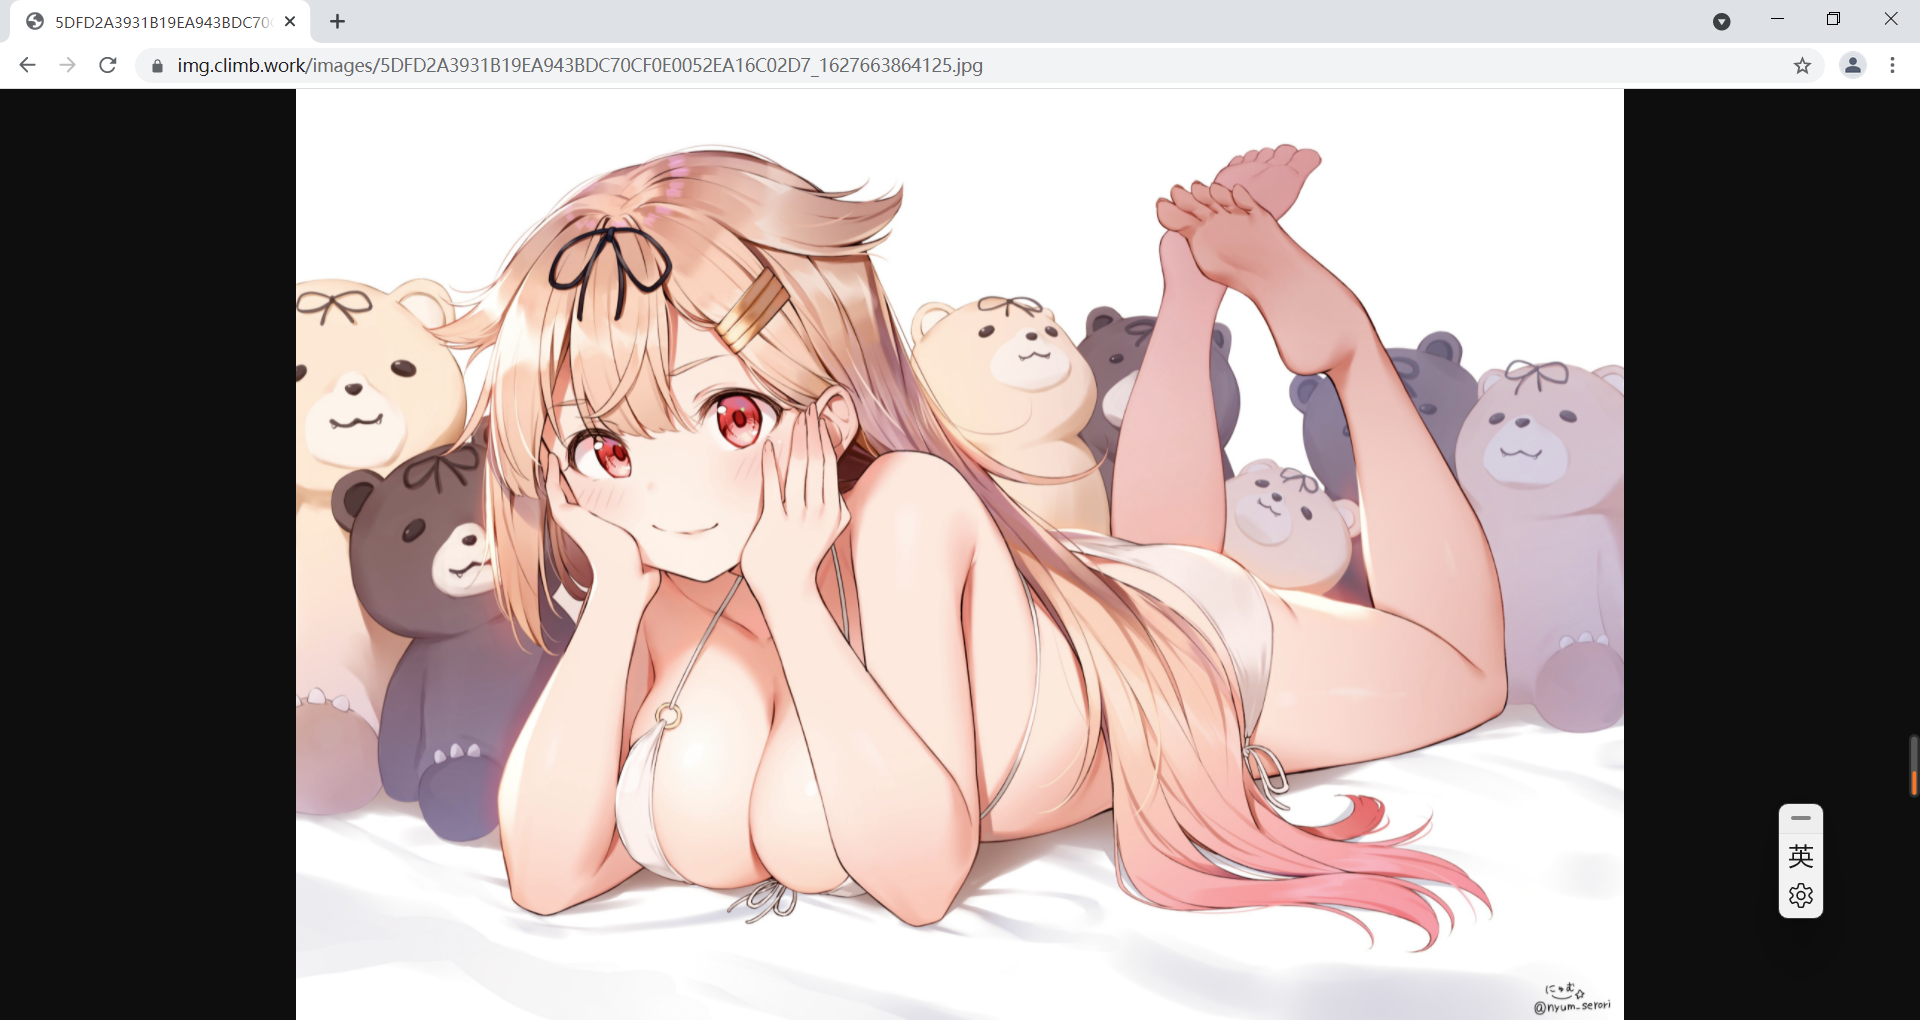 5DFD2A3931B19EA943BDC70
img.climb.work/images/5DFD2A3931B19EA943BDC70CF0E0052EA16C02D7_1627663864125.jpg
英
にゅむ☆
@nyum_serori